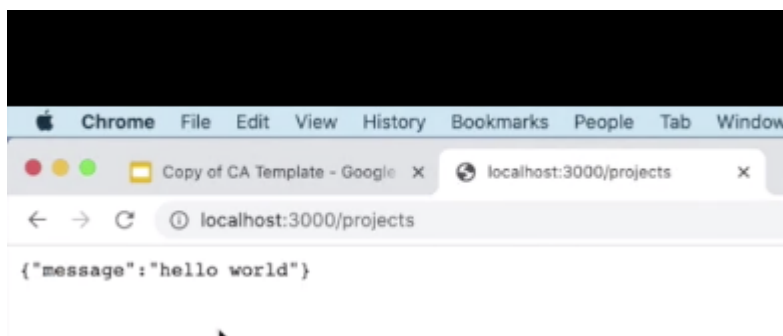 Chrome File Edit View History Bookmarks People Tab Window
Copy of CA Template - Google localhost:3000/projects
localhost:3000/projects
{"message":"hello world"}